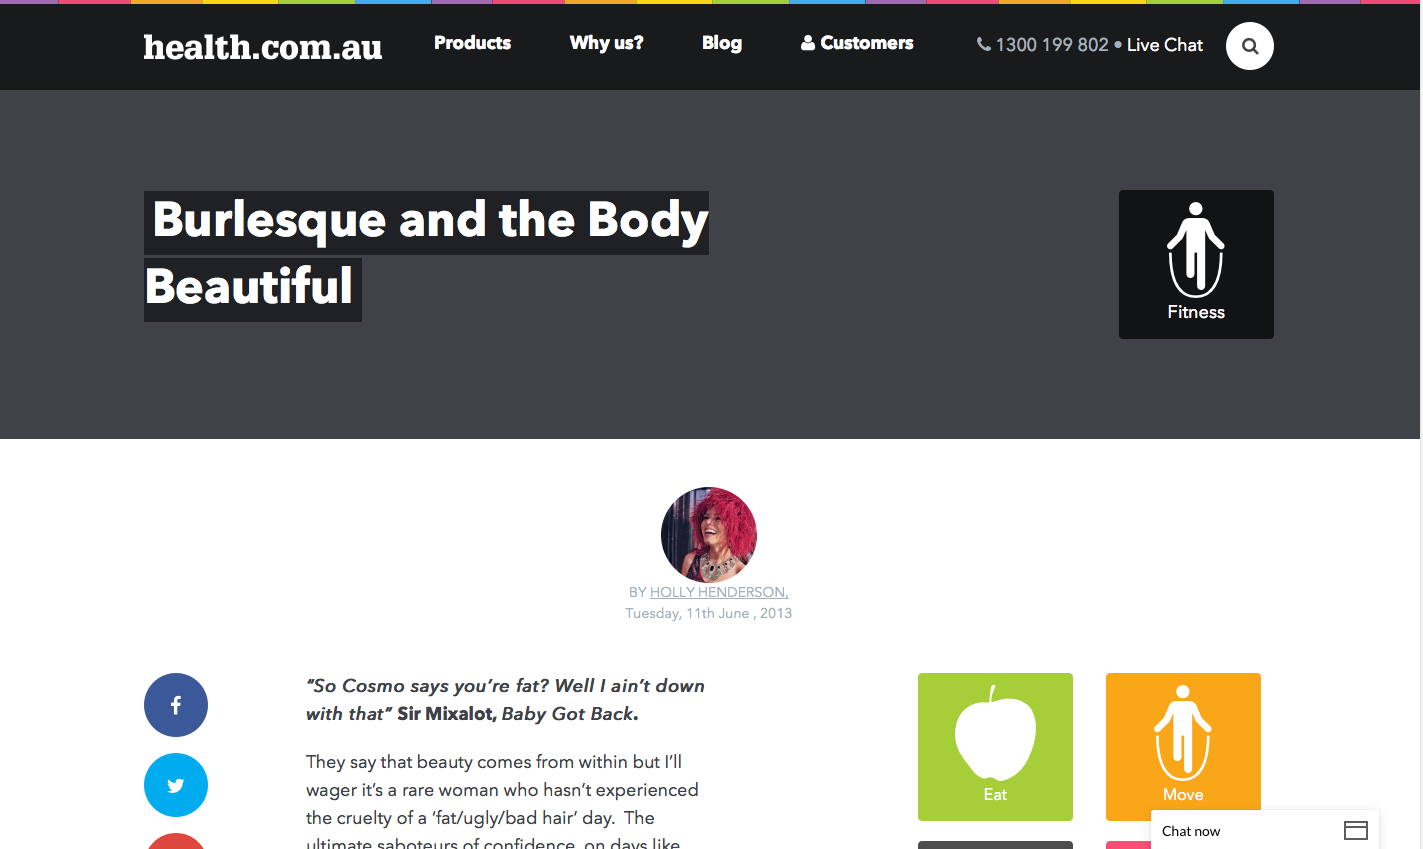 health.com.au
Products
Why us?
Blog
Customers
1300 199 802 • Live Chat
Burlesque and the Body
Beautiful
Fitness
BY HOLLY HENDERSON,
Tuesday, 11th June , 2013
“So Cosmo says you’re fat? Well I ain’t down
with that” Sir Mixalot, Baby Got Back.
They say that beauty comes from within but I’ll
wager it’s a rare woman who hasn’t experienced
the cruelty of a ‘fat/ugly/bad hair’ day.  The
ultimate saboteurs of confidence, on days like
Eat
Move
Chat now